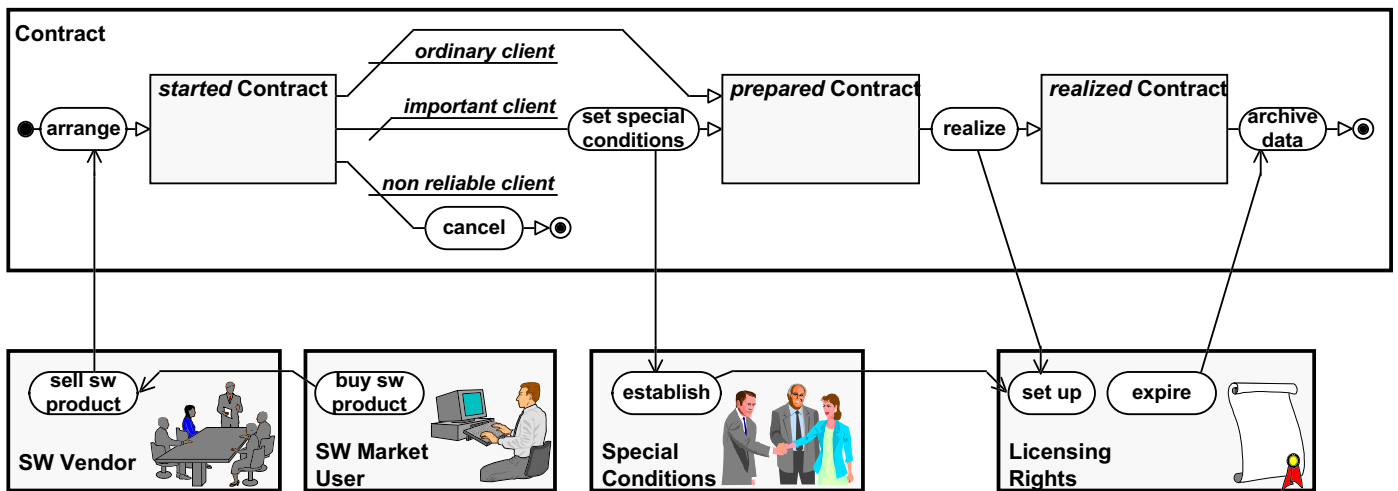 Contract
ordinary client
started Contract
prepared Contract
realized Contract
important client
arrange
set special
conditions
realize
archive
data
non reliable client
cancel
sell sw
product
buy sw
product
establish
set up
expire
SW Vendor
SW Market
User
Special
Conditions
Licensing
Rights